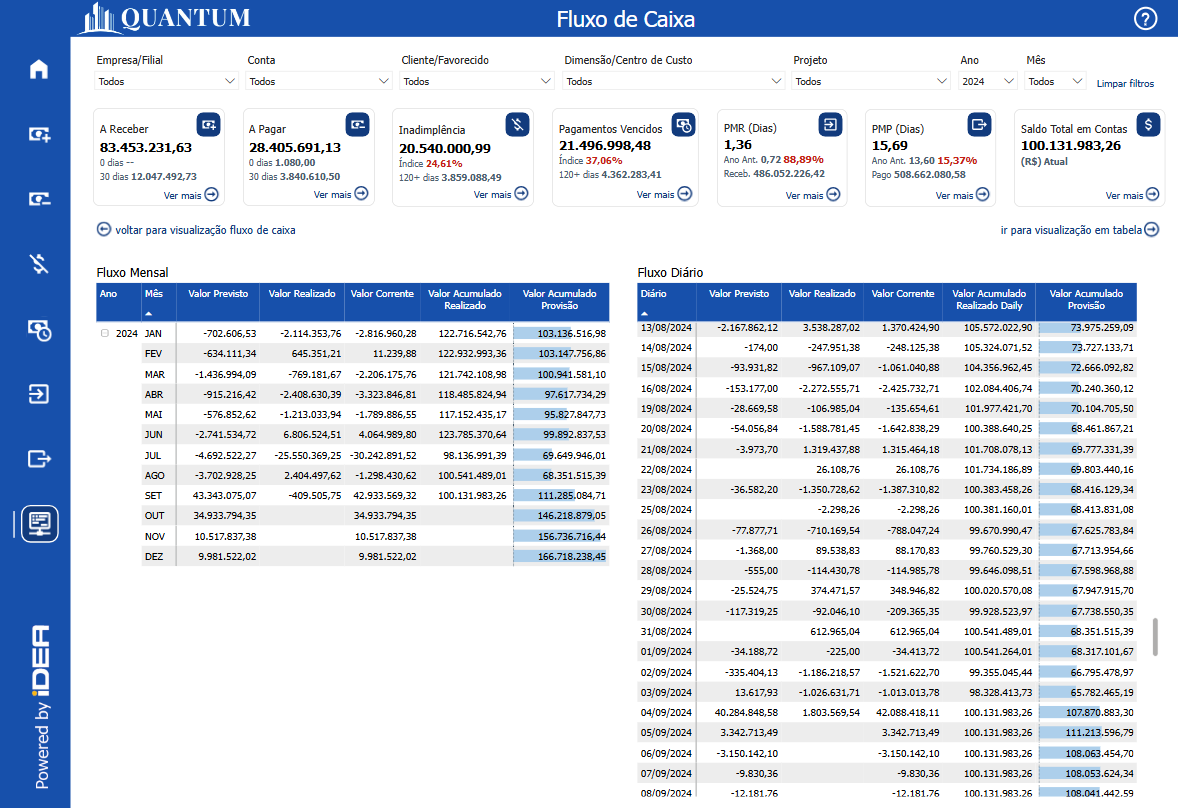 QUANTUM
Fluxo de Caixa
?
Empresa/Filial Conta Cliente/Favorecido Dimensão/Centro de Custo Projeto Ano Mês
Todos Todos Todos Todos Todos 2024 Todos Limpar filtros
A Receber
83.453.231,63
0 dias --
30 dias 12.047.492,73
Ver mais
A Pagar
28.405.691,13
0 dias 1.080,00
30 dias 3.840.610,50
Ver mais
Inadimplência
20.540.000,99
Índice 24,61%
120+ dias 3.859.088,49
Ver mais
Pagamentos Vencidos
21.496.998,48
Índice 37,06%
120+ dias 4.362.283,41
Ver mais
PMR (Dias)
1,36
Ano Ant. 0,72 88,89%
Receb. 486.052.226,42
Ver mais
PMP (Dias)
15,69
Ano Ant. 13,60 15,37%
Pago 508.662.080,58
Ver mais
Saldo Total em Contas
$
100.131.983,26
(R$) Atual
Ver mais
voltar para visualização fluxo de caixa
ir para visualização em tabela
Fluxo Mensal
Ano Mês Valor Previsto Valor Realizado Valor Corrente Valor Acumulado Realizado Valor Acumulado Provisão
2024 JAN -702.606,53 -2.114.353,76 -2.816.960,28 122.716.542,76 103.136.516,98
FEV -634.111,34 645.351,21 11.239,88 122.932.993,36 103.147.756,86
MAR -1.436.994,09 -769.181,67 -2.206.175,76 121.742.108,98 100.941.581,10
ABR -915.216,42 -2.408.630,39 -3.323.846,81 118.485.824,94 97.617.734,29
MAI -576.852,62 -1.213.033,94 -1.789.886,55 117.152.435,17 95.827.847,73
JUN -2.741.534,72 6.806.524,51 4.064.989,80 123.785.370,64 99.892.837,53
JUL -4.692.522,27 -25.550.369,25 -30.242.891,52 98.136.991,39 69.649.946,01
AGO -3.702.928,25 2.404.497,62 -1.298.430,62 100.541.489,01 68.351.515,39
SET 43.343.075,07 -409.505,75 42.933.569,32 100.131.983,26 111.285.084,71
OUT 34.933.794,35 34.933.794,35 146.218.879,05
NOV 10.517.837,38 10.517.837,38 156.736.716,44
DEZ 9.981.522,02 9.981.522,02 166.718.238,45
Fluxo Diário
Diário Valor Previsto Valor Realizado Valor Corrente Valor Acumulado Realizado Daily Valor Acumulado Provisão
13/08/2024 -2.167.862,12 3.538.287,02 1.370.424,90 105.572.022,90 73.975.259,09
14/08/2024 -174,00 -247.951,38 -248.125,38 105.324.071,52 73.727.133,71
15/08/2024 -93.931,82 -967.109,07 -1.061.040,88 104.356.962,45 72.666.092,82
16/08/2024 -153.177,00 -2.272.555,71 -2.425.732,71 102.084.406,74 70.240.360,12
19/08/2024 -28.669,58 -106.985,04 -135.654,61 101.977.421,70 70.104.705,50
20/08/2024 -54.056,84 -1.588.781,45 -1.642.838,29 100.388.640,25 68.461.867,21
21/08/2024 -3.973,70 1.319.437,88 1.315.464,18 101.708.078,13 69.777.331,39
22/08/2024 26.108,76 26.108,76 101.734.186,89 69.803.440,16
23/08/2024 -36.582,20 -1.350.728,62 -1.387.310,82 100.383.458,26 68.416.129,34
25/08/2024 -2.298,26 -2.298,26 100.381.160,01 68.413.831,08
26/08/2024 -77.877,71 -710.169,54 -788.047,24 99.670.990,47 67.625.783,84
27/08/2024 -1.368,00 89.538,83 88.170,83 99.760.529,30 67.713.954,66
28/08/2024 -555,00 -114.430,78 -114.985,78 99.646.098,51 67.598.968,88
29/08/2024 -25.524,75 374.471,57 348.946,82 100.020.570,08 67.947.915,70
30/08/2024 -117.319,25 -92.046,10 -209.365,35 99.928.523,97 67.738.550,35
31/08/2024 612.965,04 612.965,04 100.541.489,01 68.351.515,39
01/09/2024 -34.188,72 -225,00 -34.413,72 100.541.264,01 68.317.101,67
02/09/2024 -335.404,13 -1.186.218,57 -1.521.622,70 99.355.045,44 66.795.478,97
03/09/2024 13.617,93 -1.026.631,71 -1.013.013,78 98.328.413,73 65.782.465,19
04/09/2024 40.284.848,58 1.803.569,54 42.088.418,11 100.131.983,26 107.870.883,30
05/09/2024 3.342.713,49 3.342.713,49 100.131.983,26 111.213.596,79
06/09/2024 -3.150.142,10 -3.150.142,10 100.131.983,26 108.063.454,70
07/09/2024 -9.830,36 -9.830,36 100.131.983,26 108.053.624,34
08/09/2024 -12.181,76 -12.181,76 100.131.983,26 108.041.442,59
Powered by iDEA